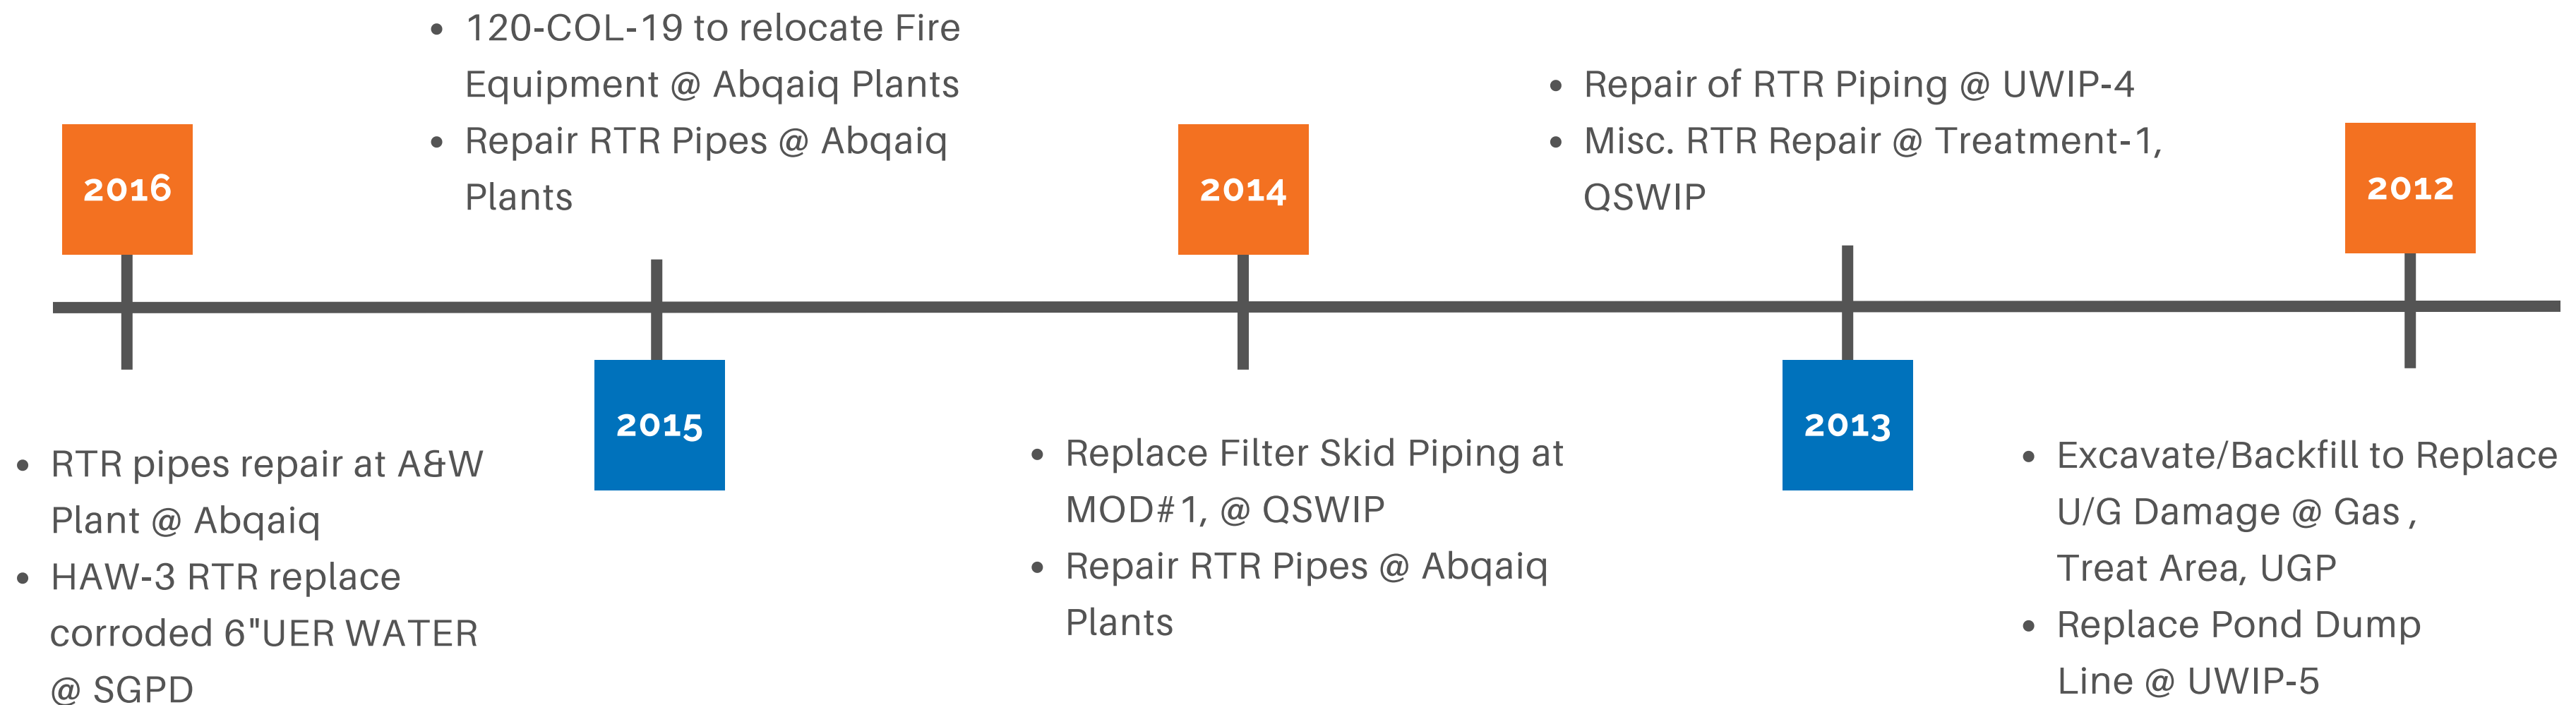 2016
• RTR pipes repair at A&W
Plant @ Abqaiq
• HAW-3 RTR replace
corroded 6"UER WATER
@ SGPD
• 120-COL-19 to relocate Fire
Equipment @ Abqaiq Plants
• Repair RTR Pipes @ Abqaiq
Plants
2015
2014
• Replace Filter Skid Piping at
MOD#1, @ QSWIP
• Repair RTR Pipes @ Abqaiq
Plants
• Repair of RTR Piping @ UWIP-4
• Misc. RTR Repair @ Treatment-1,
QSWIP
2013
2012
• Excavate/Backfill to Replace
U/G Damage @ Gas ,
Treat Area, UGP
• Replace Pond Dump
Line @ UWIP-5